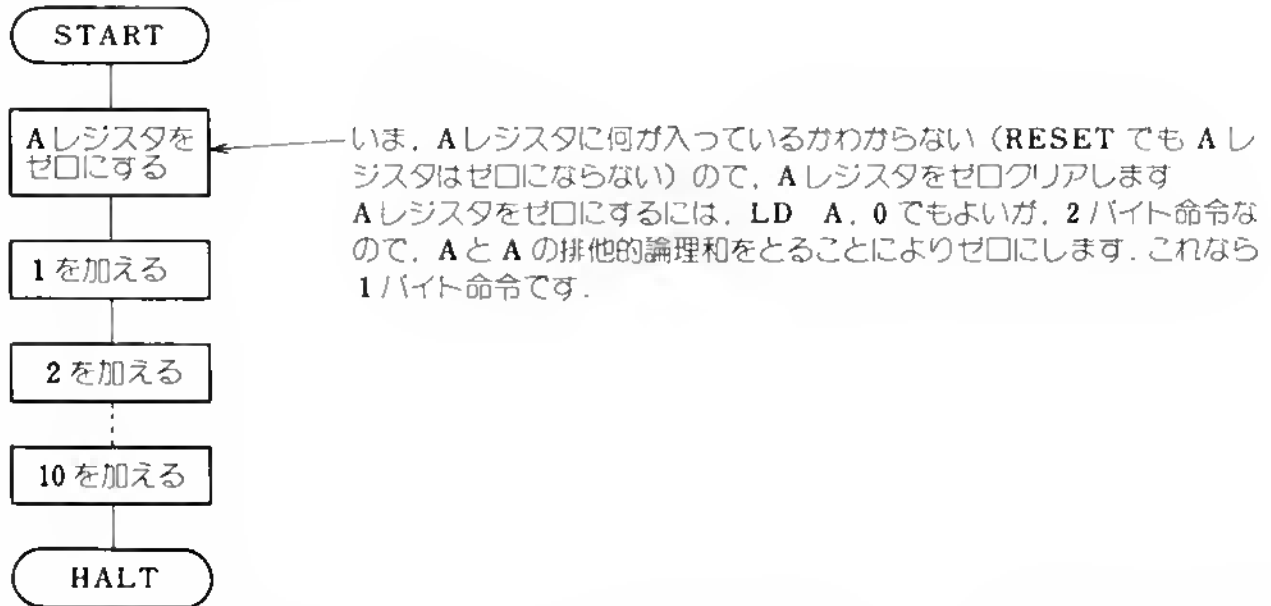 START
Aレジスタを
ゼロにする
いま．Aレジスタに何が入っているかわからない（RESET でも A レ
ジスタはゼロにならない）ので，Aレジスタをゼロクリアします
Aレジスタをゼロにするには．LD A．0でもよいが．2バイト命令な
ので，AとAの排他的論理和をとることによりゼロにします．これなら
1バイト命令です．
1を加える
2を加える
10を加える
HALT